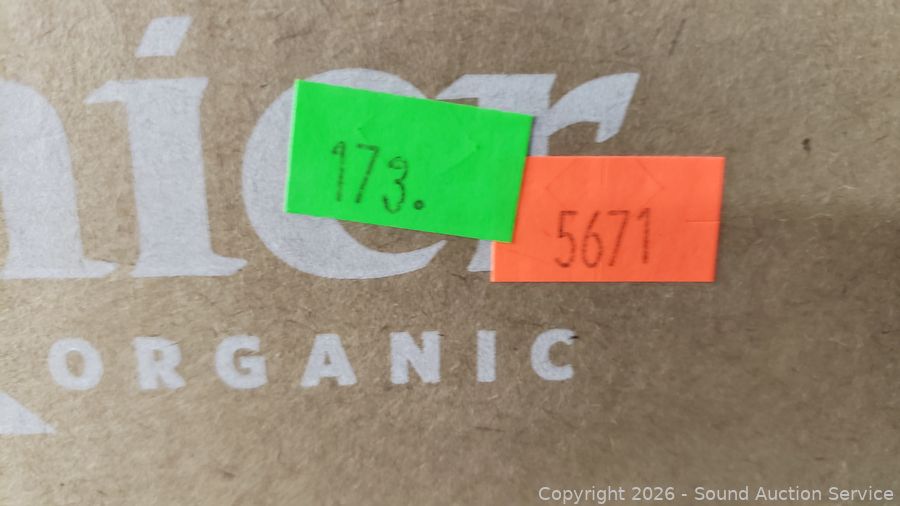 173.
5671
ORGANIC
Copyright 2026 - Sound Auction Service